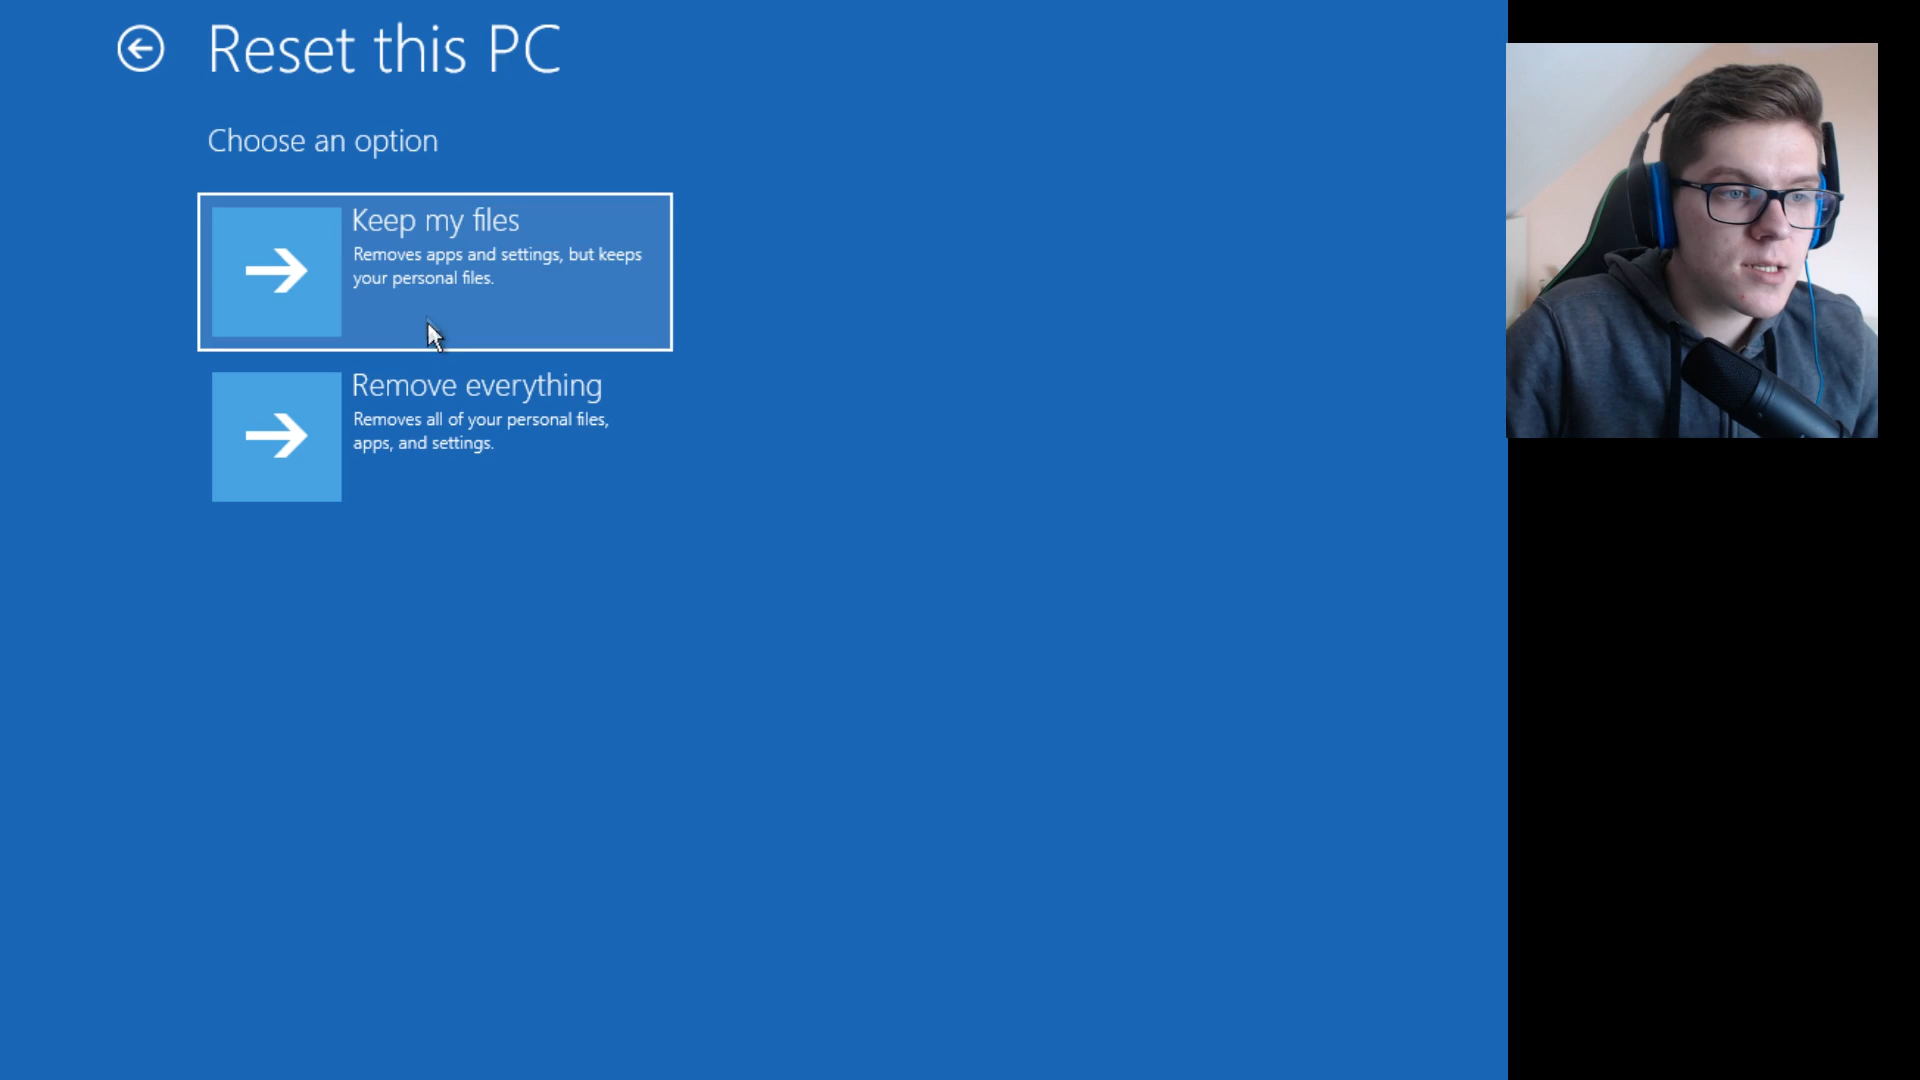 Reset this PC
Choose an option
Keep my files
Removes apps and settings, but keeps
your personal files.
Remove everything
Removes all of your personal files,
apps, and settings.